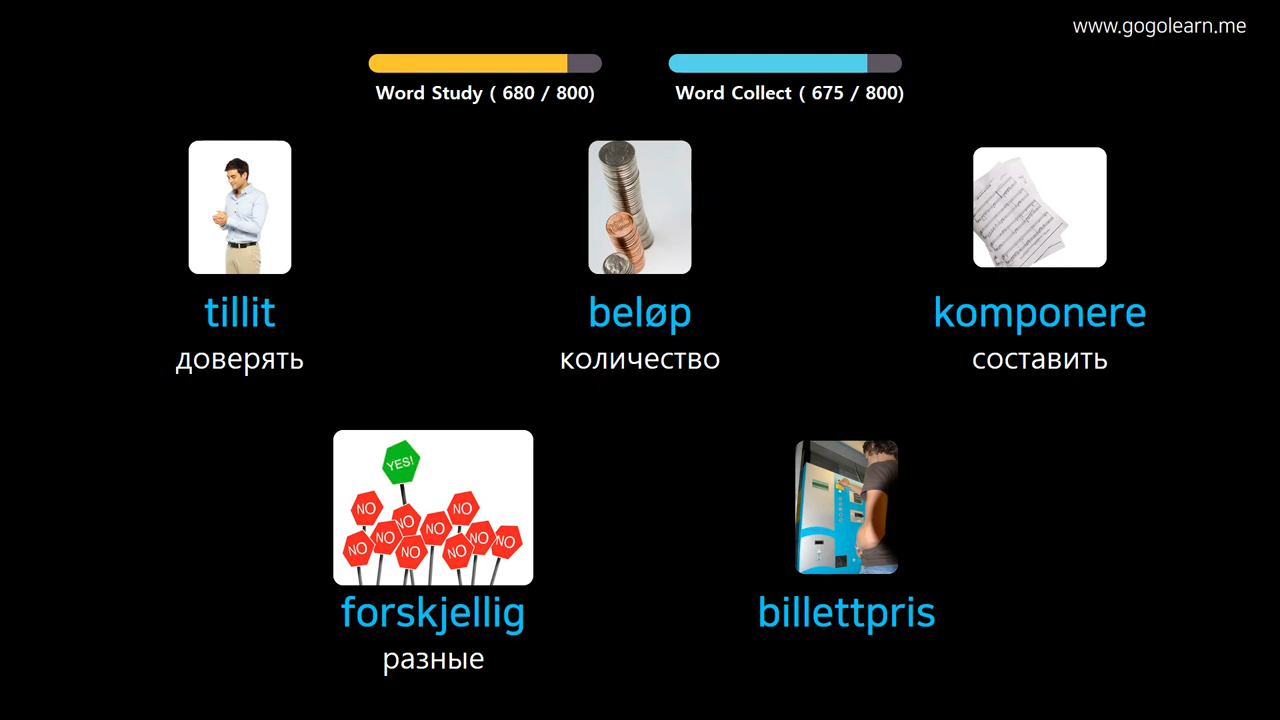 www.gogolearn.me
Word Study ( 680 / 800)
Word Collect ( 675 / 800)
tillit
доверять
beløp
количество
komponere
составить
YES!
NO
NO
NO
NO
NO
NO
NO
NO
NO
NO
forskjellig
разные
billettpris